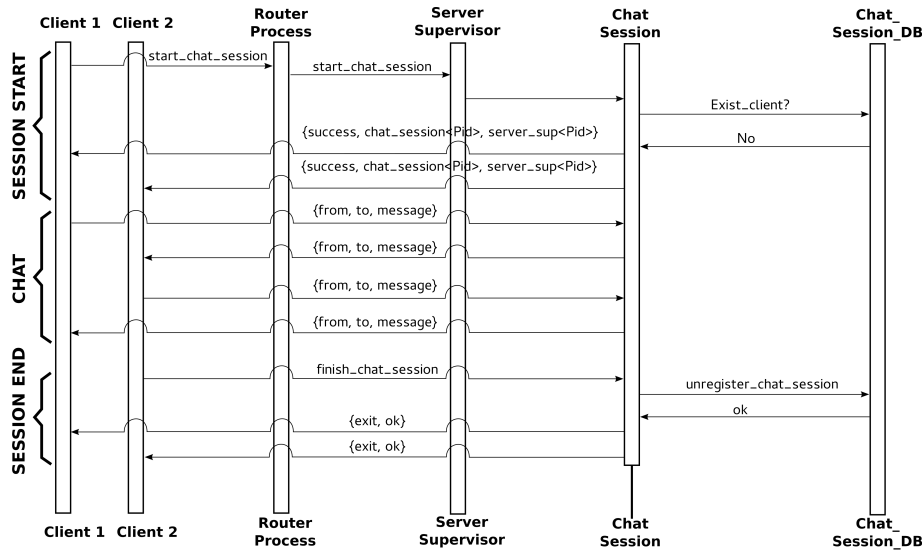 Client 1
Client 2
Router
Process
Server
Supervisor
Chat
Session
Chat_
Session_DB
SESSION START
start_chat_session
start_chat_session
Exist_client?
{success, chat_session<Pid>, server_sup<Pid>}
No
{success, chat_session<Pid>, server_sup<Pid>}
CHAT
{from, to, message}
{from, to, message}
{from, to, message}
{from, to, message}
SESSION END
finish_chat_session
unregister_chat_session
ok
{exit, ok}
{exit, ok}
Client 1
Client 2
Router
Process
Server
Supervisor
Chat
Session
Chat_
Session_DB